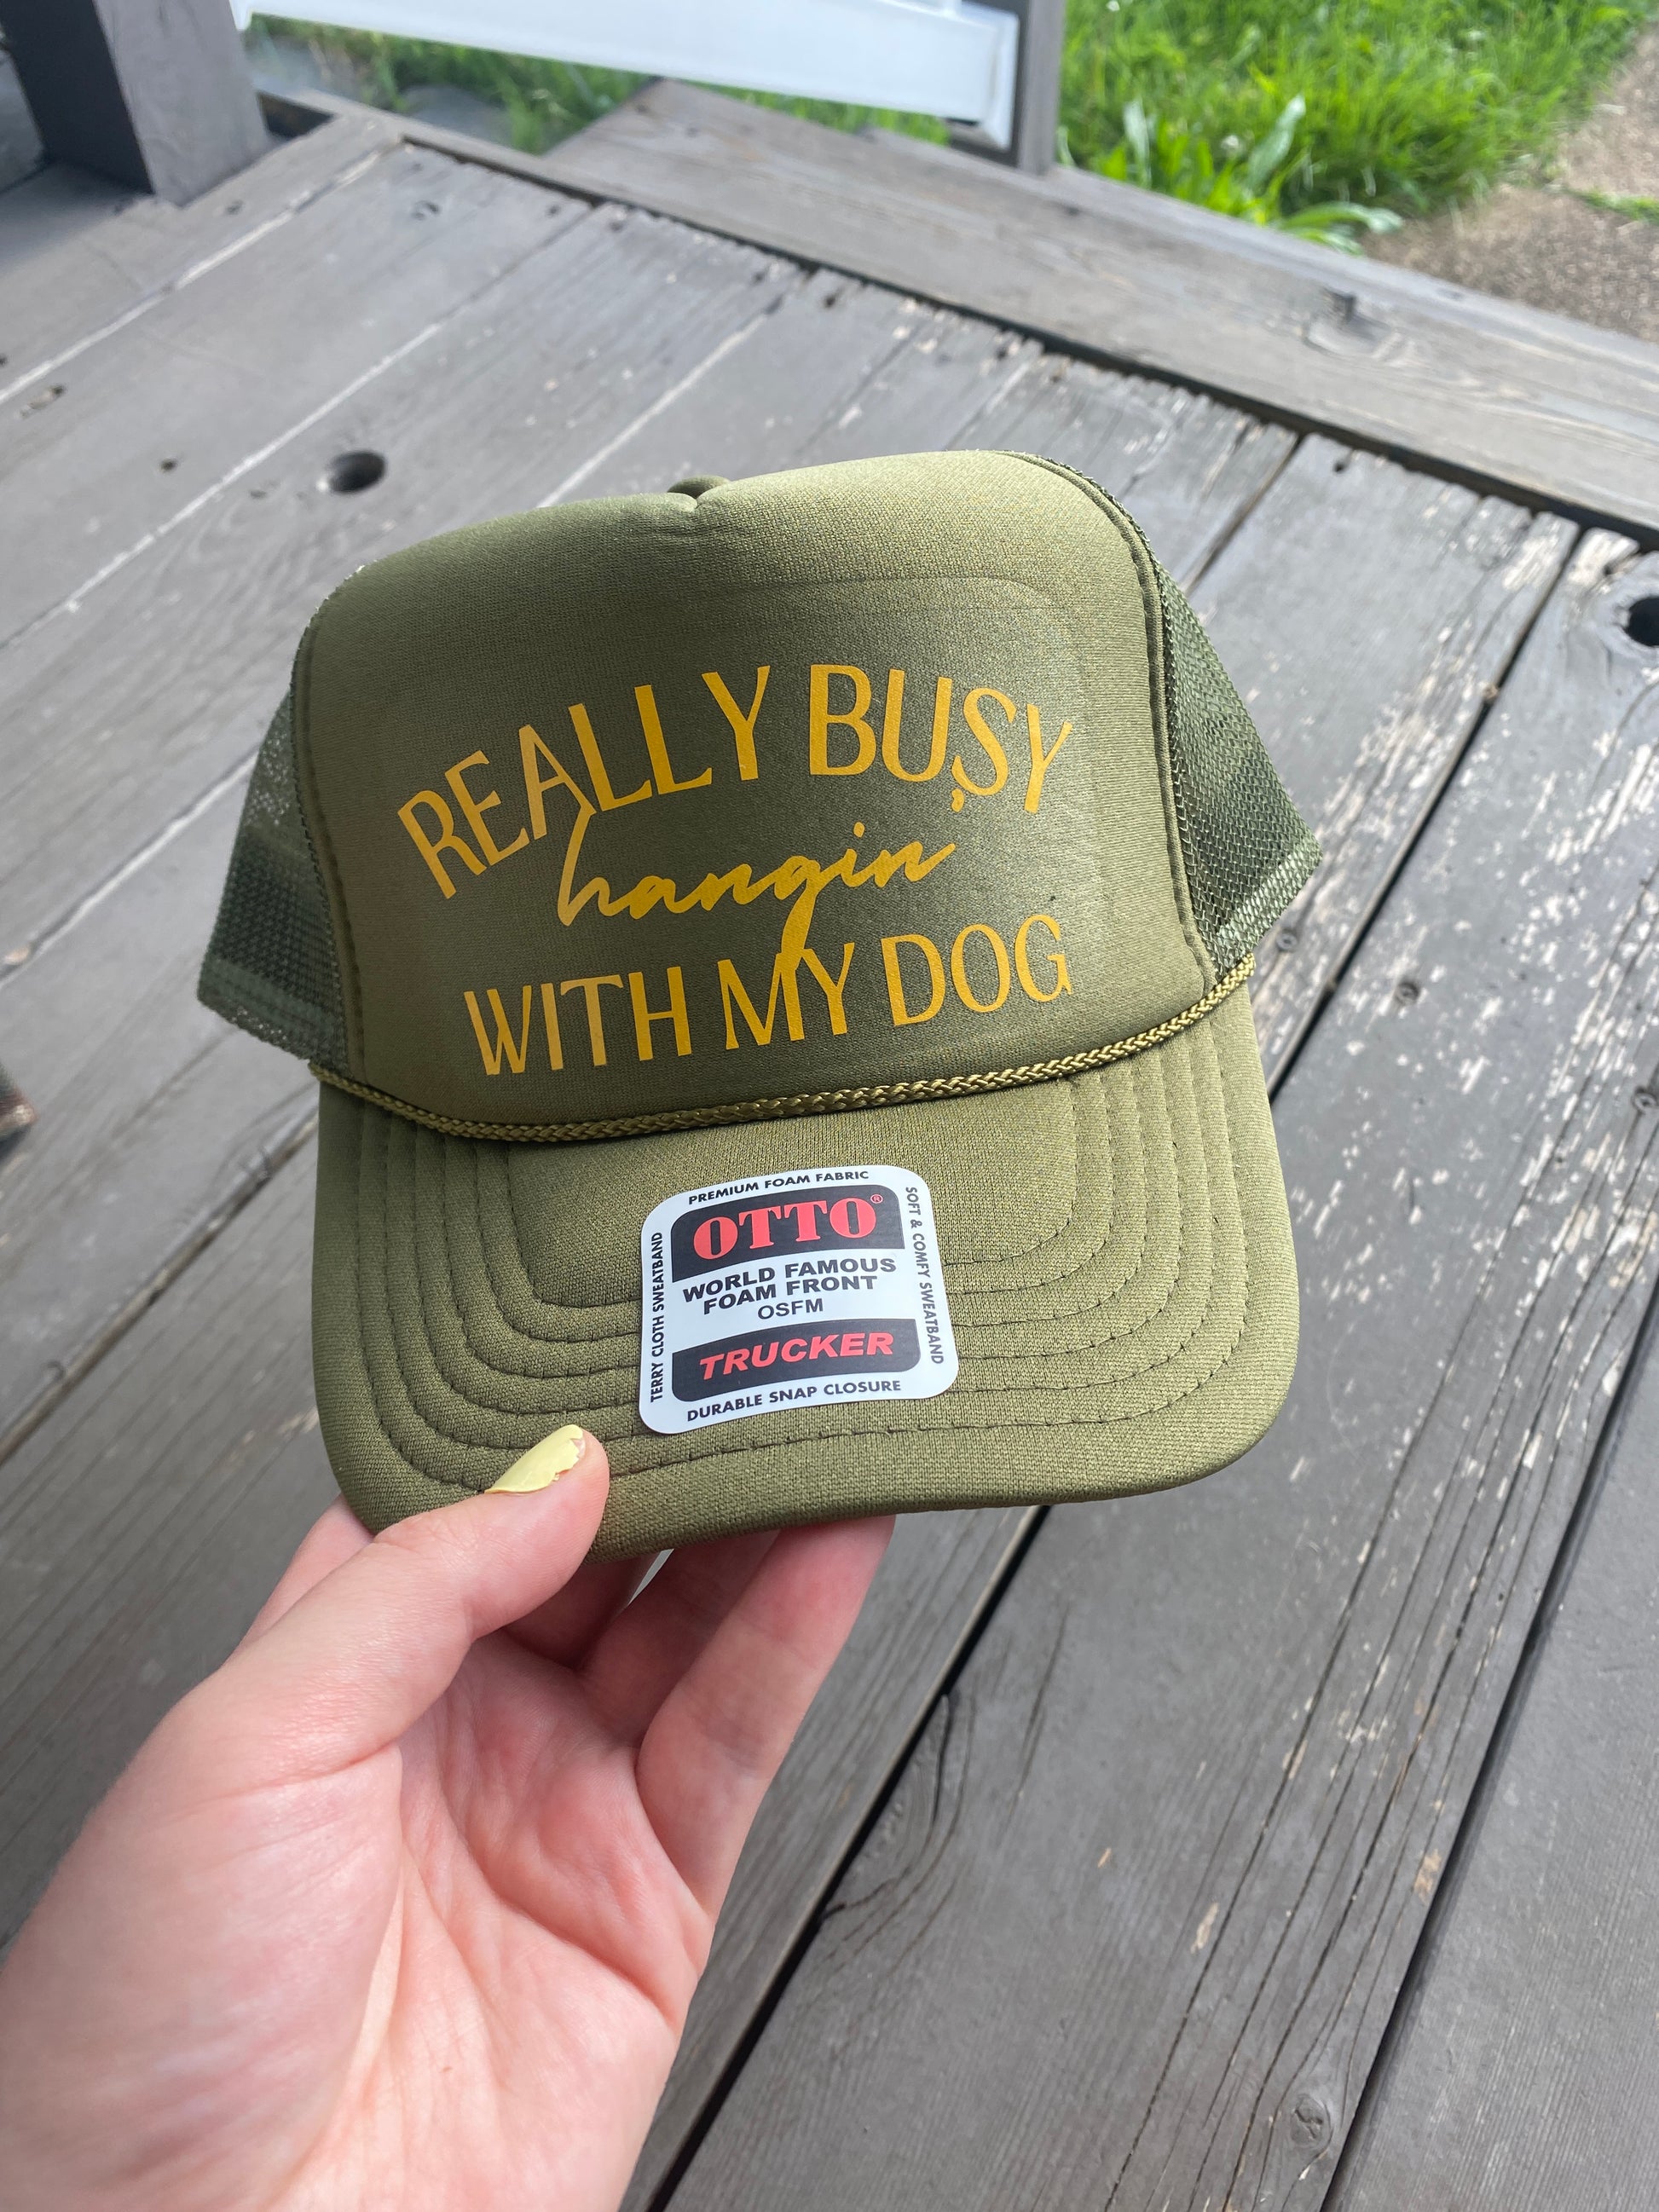 REALLY BUSY
hangin'
WITH MY DOG
PREMIUM FOAM FABRIC
OTTO®
WORLD FAMOUS
FOAM FRONT
OSFM
TRUCKER
DURABLE SNAP CLOSURE
TERRY CLOTH SWEATBAND
SOFT & COMFY SWEATBAND